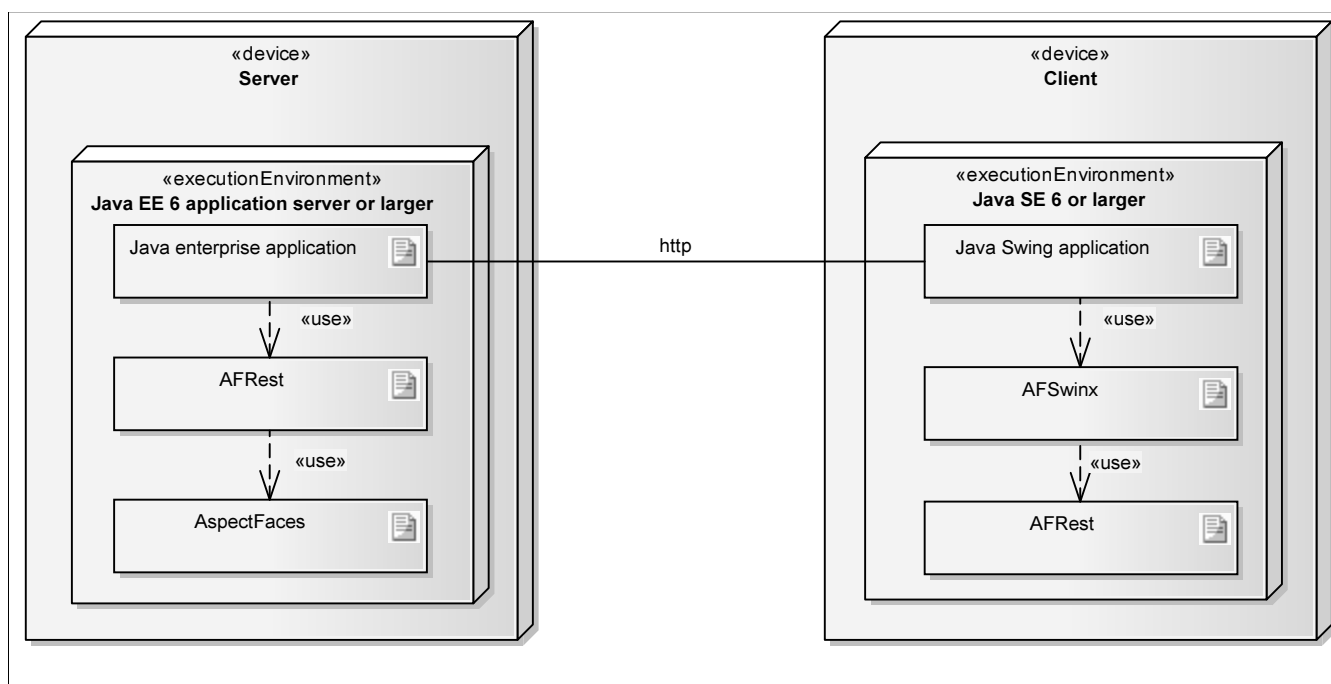 «device»
Server
«executionEnvironment»
Java EE 6 application server or larger
Java enterprise application
«use»
AFRest
«use»
AspectFaces
http
«device»
Client
«executionEnvironment»
Java SE 6 or larger
Java Swing application
«use»
AFSwinx
«use»
AFRest